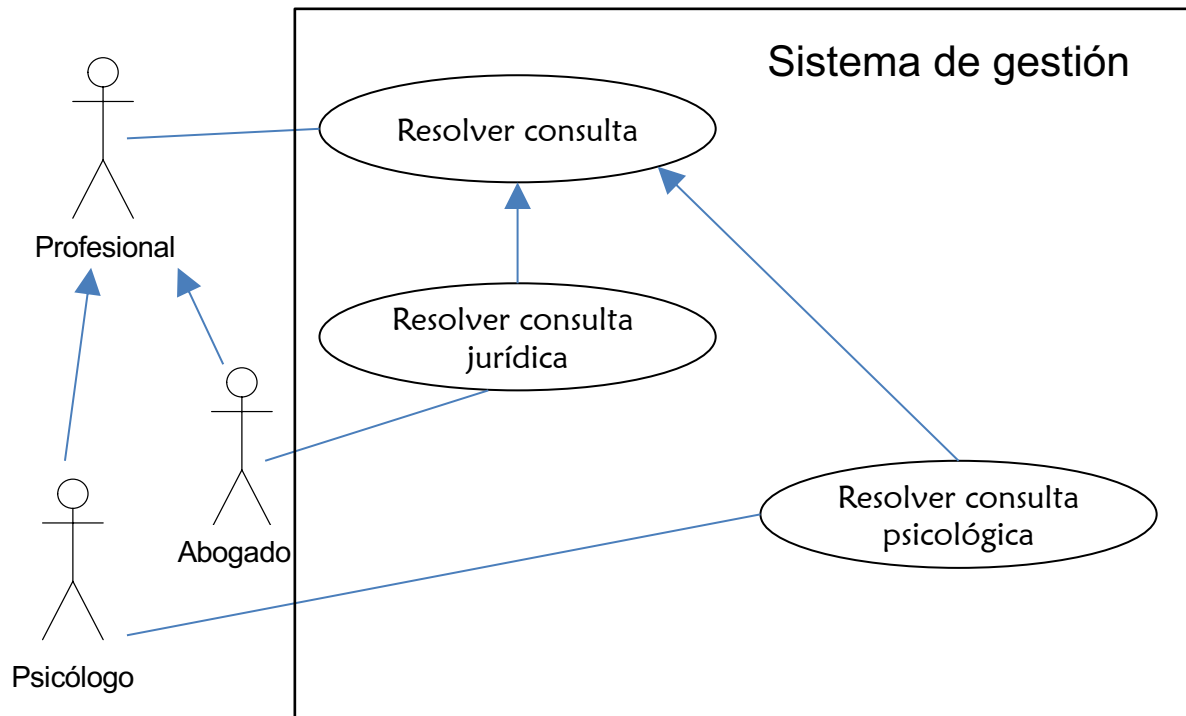 Sistema de gestión
Resolver consulta
Profesional
Resolver consulta
jurídica
Abogado
Resolver consulta
psicológica
Psicólogo